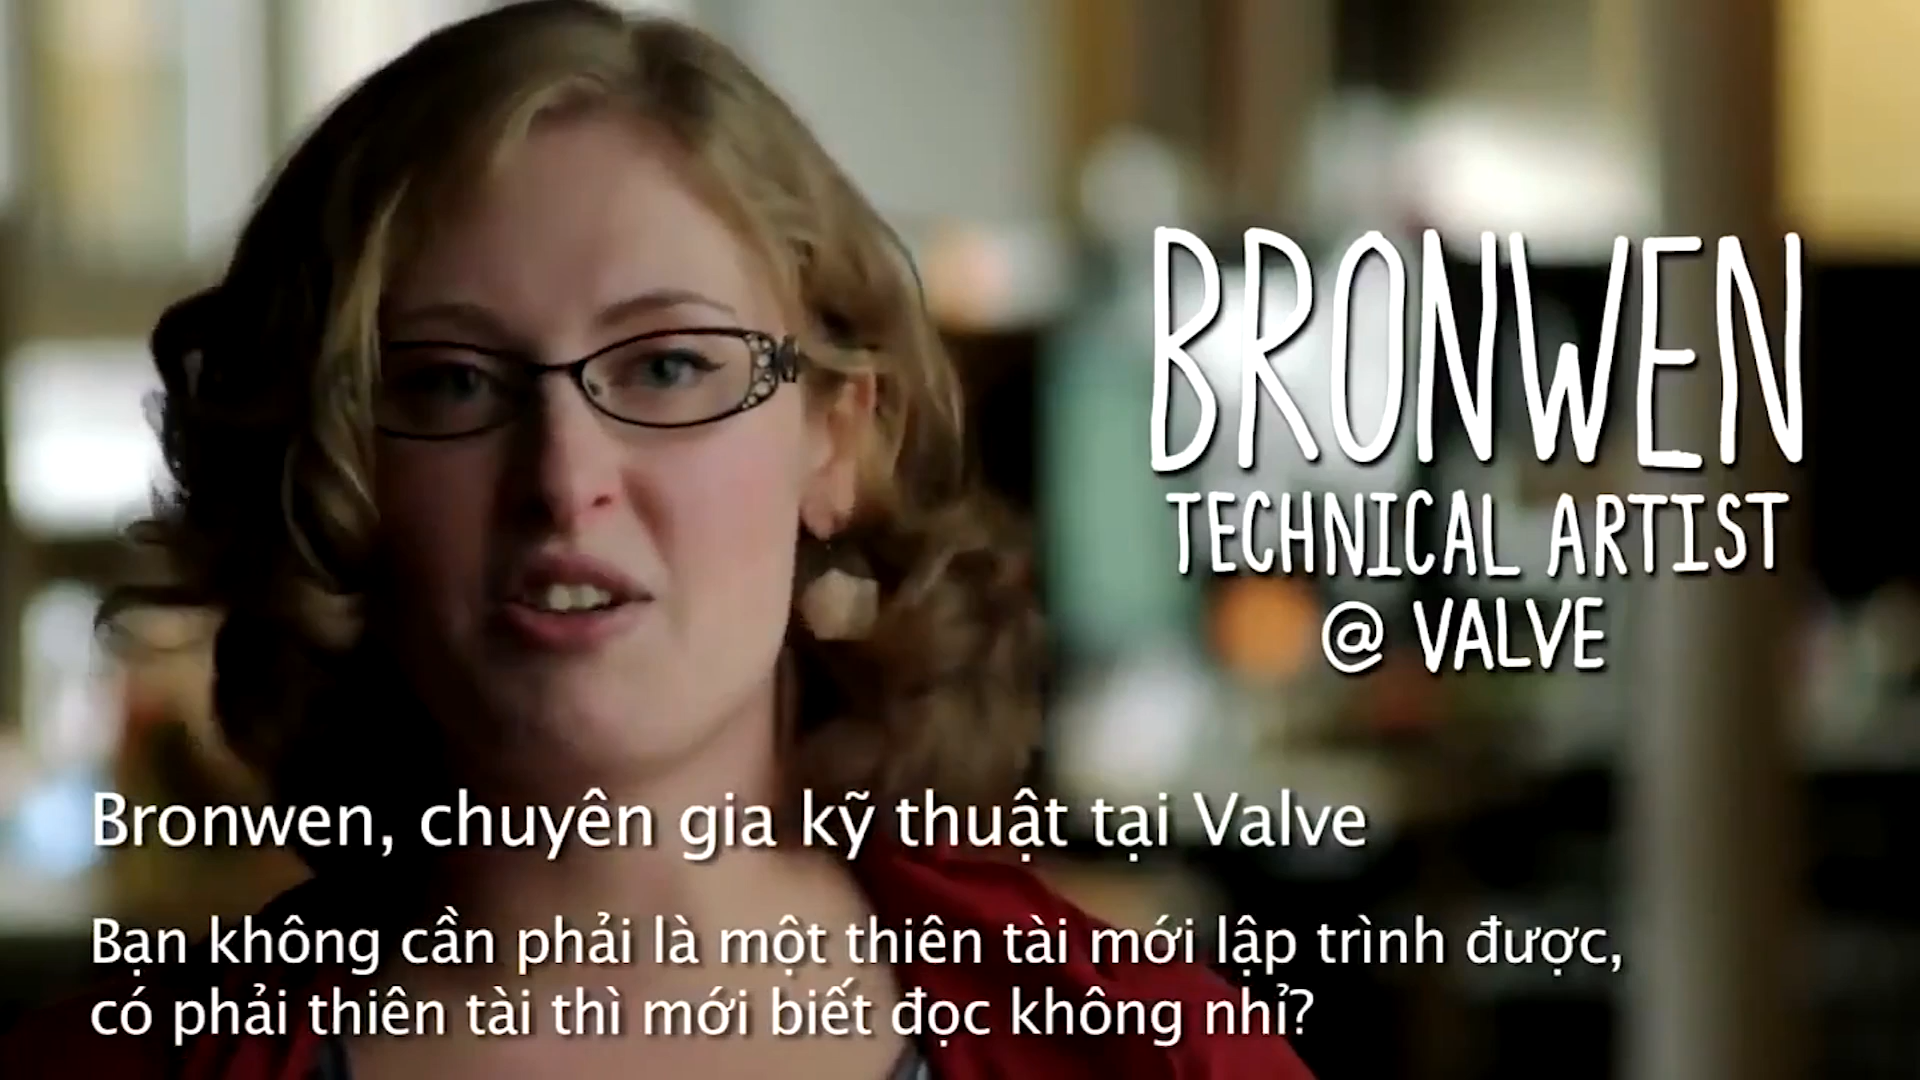 BRONWEN
TECHNICAL ARTIST
@ VALVE
Bronwen, chuyên gia kỹ thuật tại Valve
Bạn không cần phải là một thiên tài mới lập trình được,
có phải thiên tài thì mới biết đọc không nhỉ?